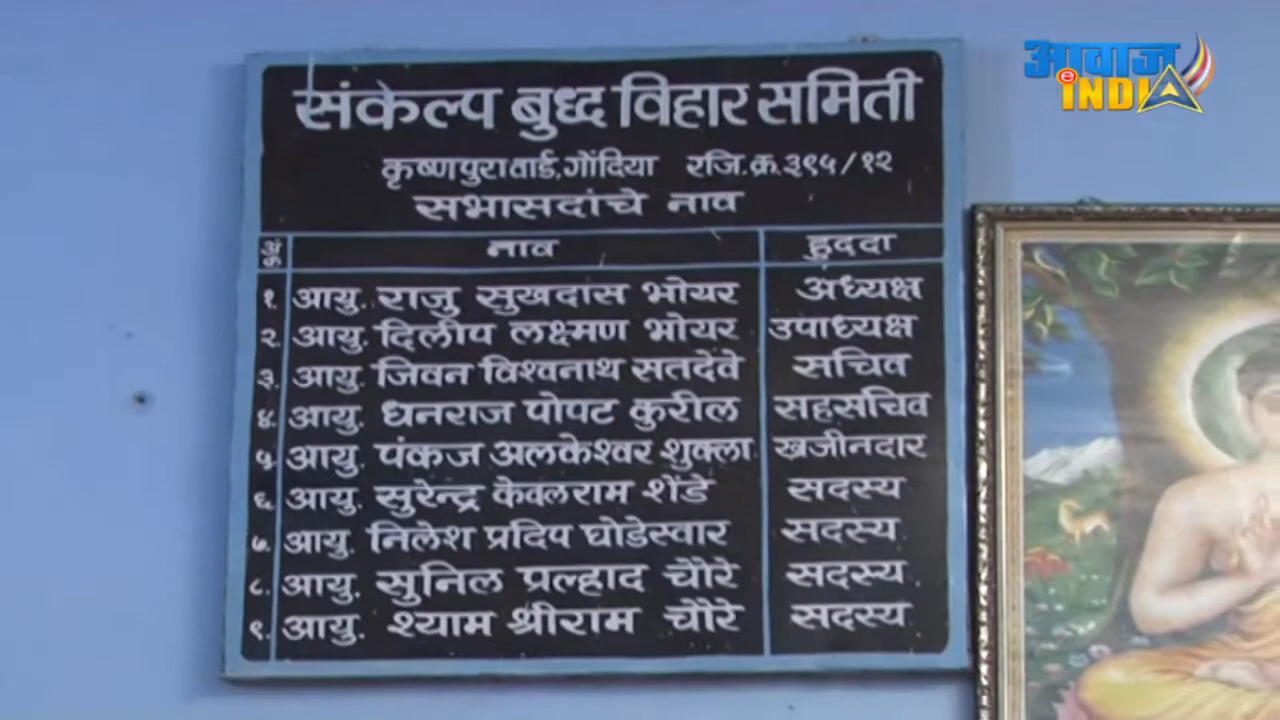 संकल्प बुध्द विहार समिती
कृष्णपुरा वार्ड, गोंदिया रजि.क्र.३९५/१२
सभासदांचे नाव
अं क्र नाव हुददा
१. आयु. राजु सुखदास भोयर अध्यक्ष
२. आयु. दिलीप लक्ष्मण भोयर उपाध्यक्ष
३. आयु. जिवन विश्वनाथ सतदेवे सचिव
४. आयु. धनराज पोपट कुरील सहसचिव
५. आयु. पंकज अलकेश्वर शुक्ला खजीनदार
६. आयु. सुरेन्द्र केवलराम शेंडे सदस्य
७. आयु. निलेश प्रदिप घोडेस्वार सदस्य
८. आयु. सुनिल प्रल्हाद चौरे सदस्य
९. आयु. श्याम श्रीराम चौरे सदस्य
आवाज
e INDIA